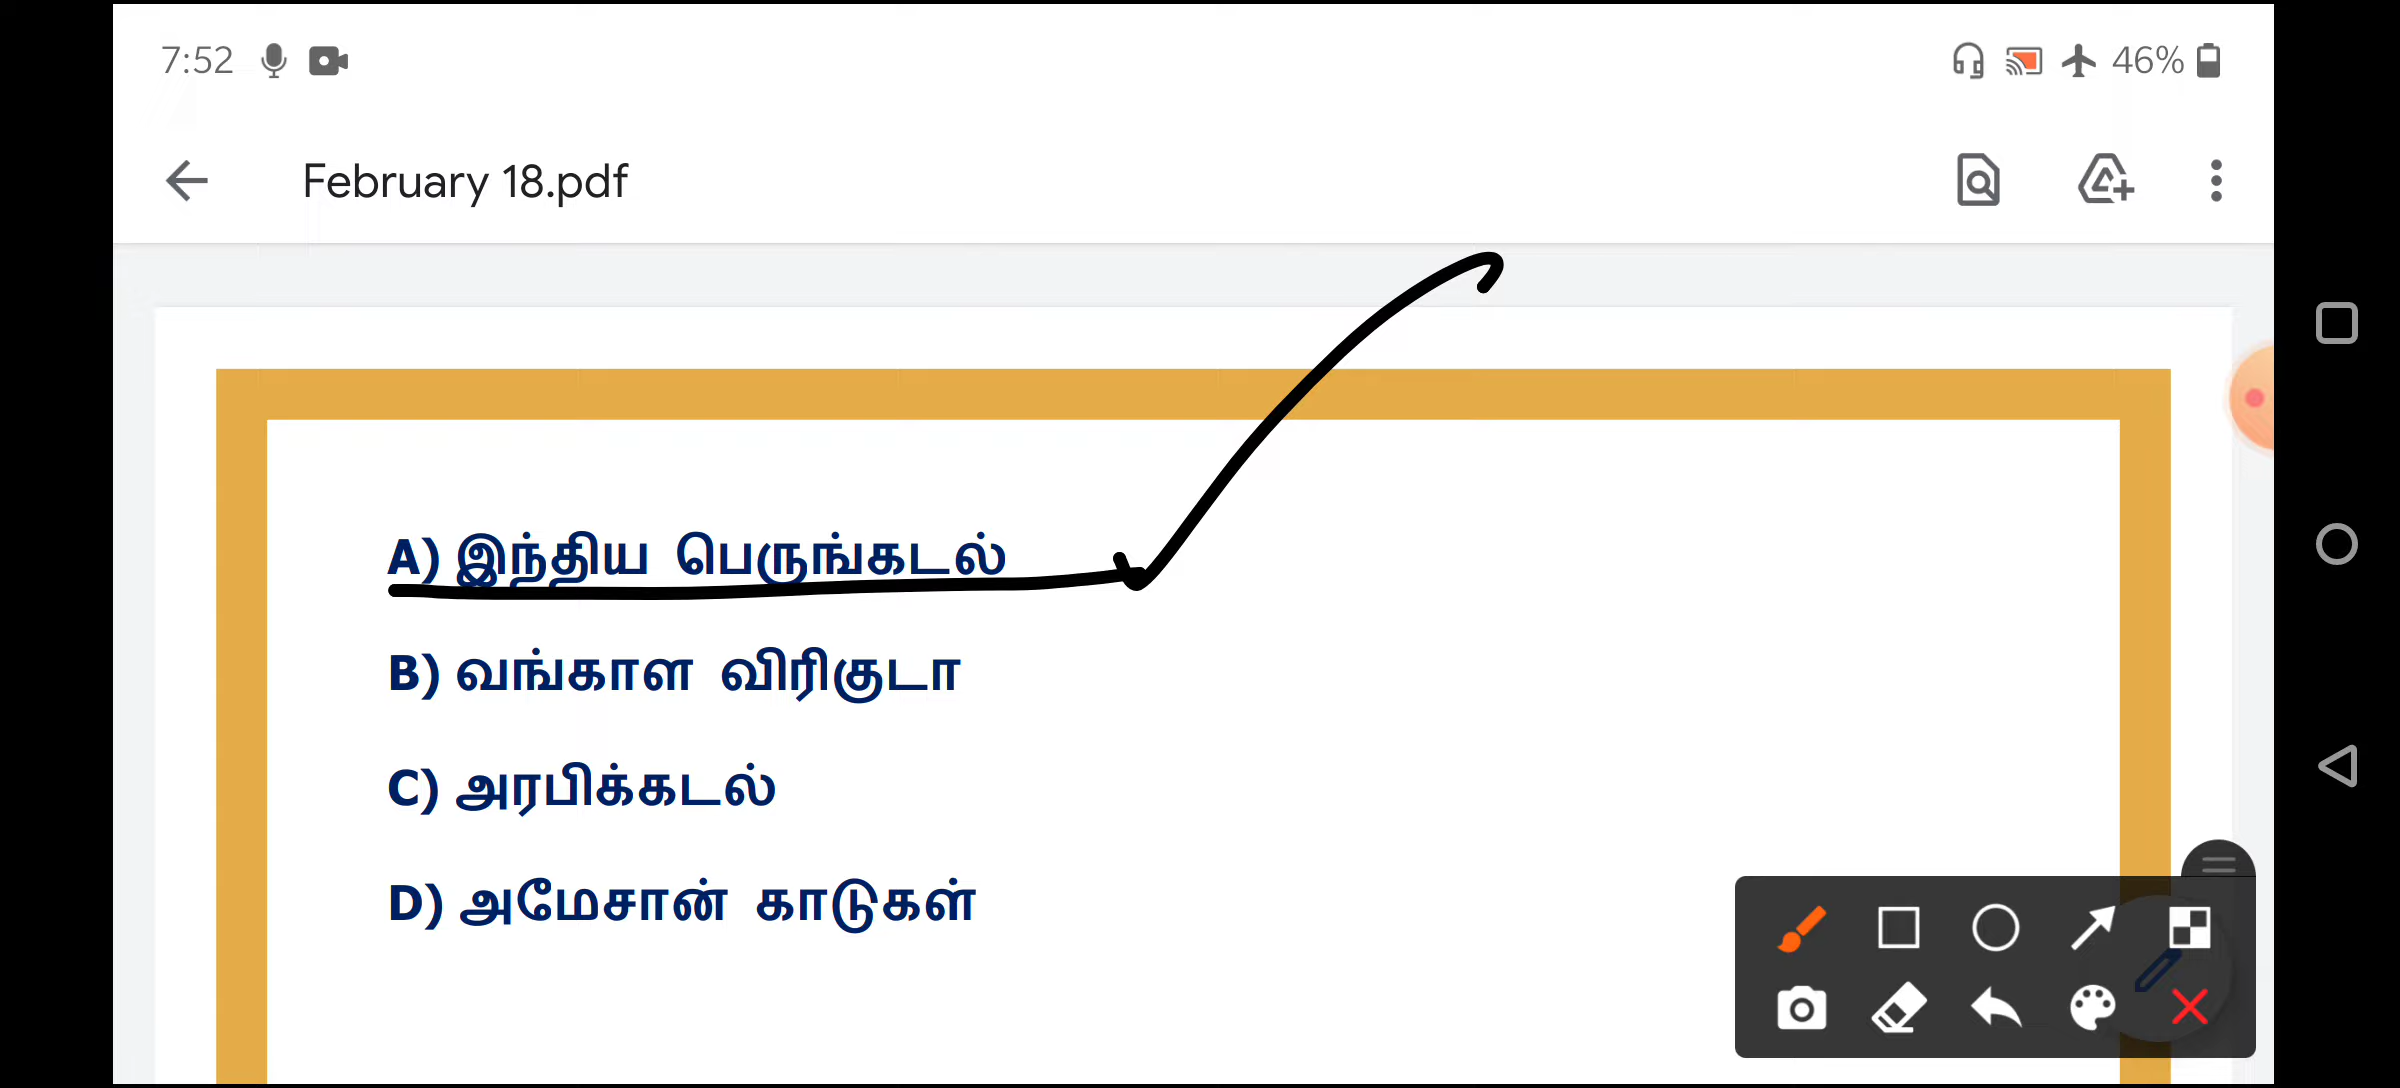 7:52
46%
February 18.pdf
A) இந்திய பெருங்கடல்
B) வங்காள விரிகுடா
C) அரபிக்கடல்
D) அமேசான் காடுகள்